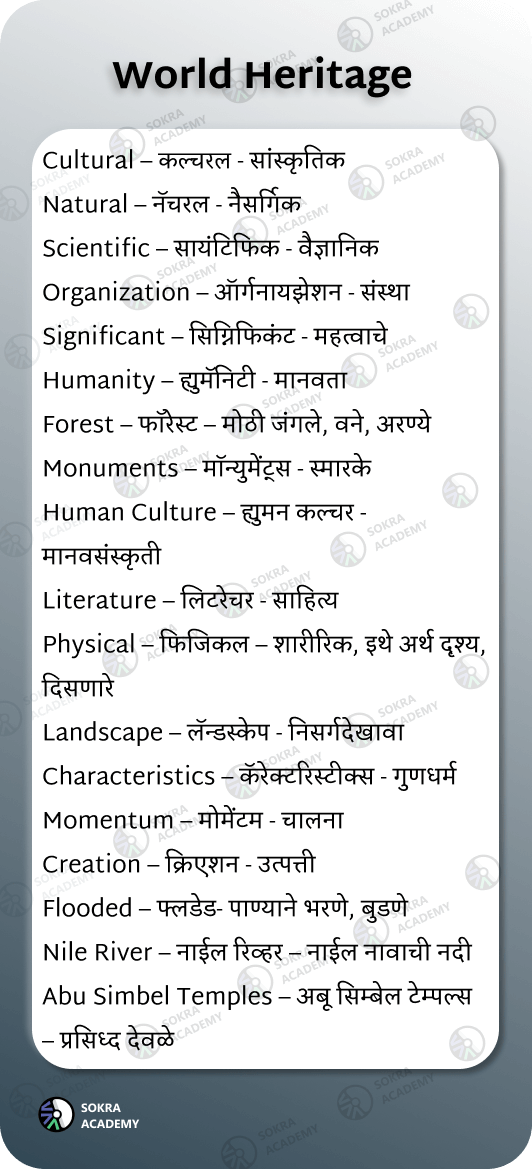 World Heritage
Cultural – कल्चरल - सांस्कृतिक
Natural – नॅचरल - नैसर्गिक
Scientific – सायंटिफिक - वैज्ञानिक
Organization – ऑर्गनायझेशन - संस्था
Significant – सिग्निफिकंट - महत्वाचे
Humanity – ह्युमॅनिटी - मानवता
Forest – फॉरेस्ट – मोठी जंगले, वने, अरण्ये
Monuments – मॉन्युमेंट्स - स्मारके
Human Culture – ह्युमन कल्चर -
मानवसंस्कृती
Literature – लिटरेचर - साहित्य
Physical – फिजिकल – शारीरिक, इथे अर्थ दृश्य,
दिसणारे
Landscape – लॅन्डस्केप - निसर्गदेखावा
Characteristics – कॅरेक्टरिस्टीक्स - गुणधर्म
Momentum – मोमेंटम - चालना
Creation – क्रिएशन - उत्पत्ती
Flooded – फ्लडेड- पाण्याने भरणे, बुडणे
Nile River – नाईल रिव्हर – नाईल नावाची नदी
Abu Simbel Temples – अबू सिम्बेल टेम्पल्स
– प्रसिध्द देवळे
SOKRA
ACADEMY